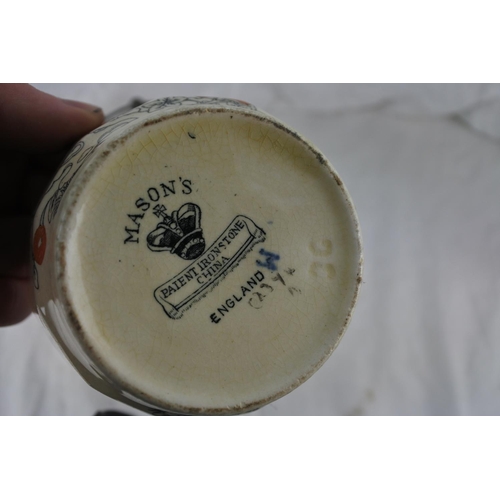 MASON'S
PATENT IRONSTONE
CHINA
ENGLAND